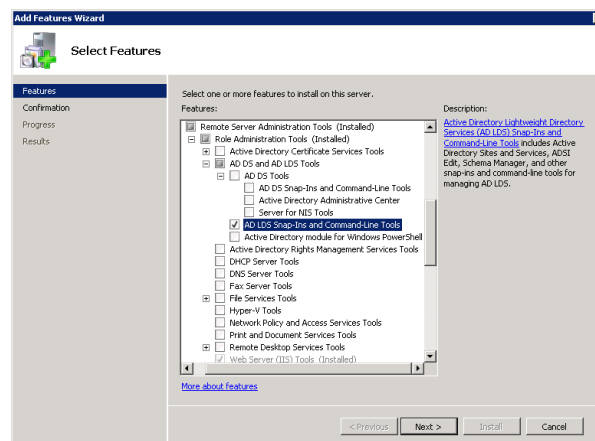 Add Features Wizard
Select Features
Features
Confirmation
Progress
Results
Select one or more features to install on this server.
Features:
Remote Server Administration Tools (Installed)
Role Administration Tools (Installed)
Active Directory Certificate Services Tools
AD DS and AD LDS Tools
AD DS Tools
AD DS Snap-Ins and Command-Line Tools
Active Directory Administrative Center
Server for NIS Tools
AD LDS Snap-Ins and Command-Line Tools
Active Directory module for Windows PowerShell
Active Directory Rights Management Services Tools
DHCP Server Tools
DNS Server Tools
Fax Server Tools
File Services Tools
Hyper-V Tools
Network Policy and Access Services Tools
Print and Document Services Tools
Remote Desktop Services Tools
Web Server (IIS) Tools (Installed)
Description:
Active Directory Lightweight Directory
Services (AD LDS) Snap-Ins and
Command-Line Tools includes Active
Directory Sites and Services, ADSI
Edit, Schema Manager, and other
snap-ins and command-line tools for
managing AD LDS.
More about features
< Previous
Next >
Install
Cancel